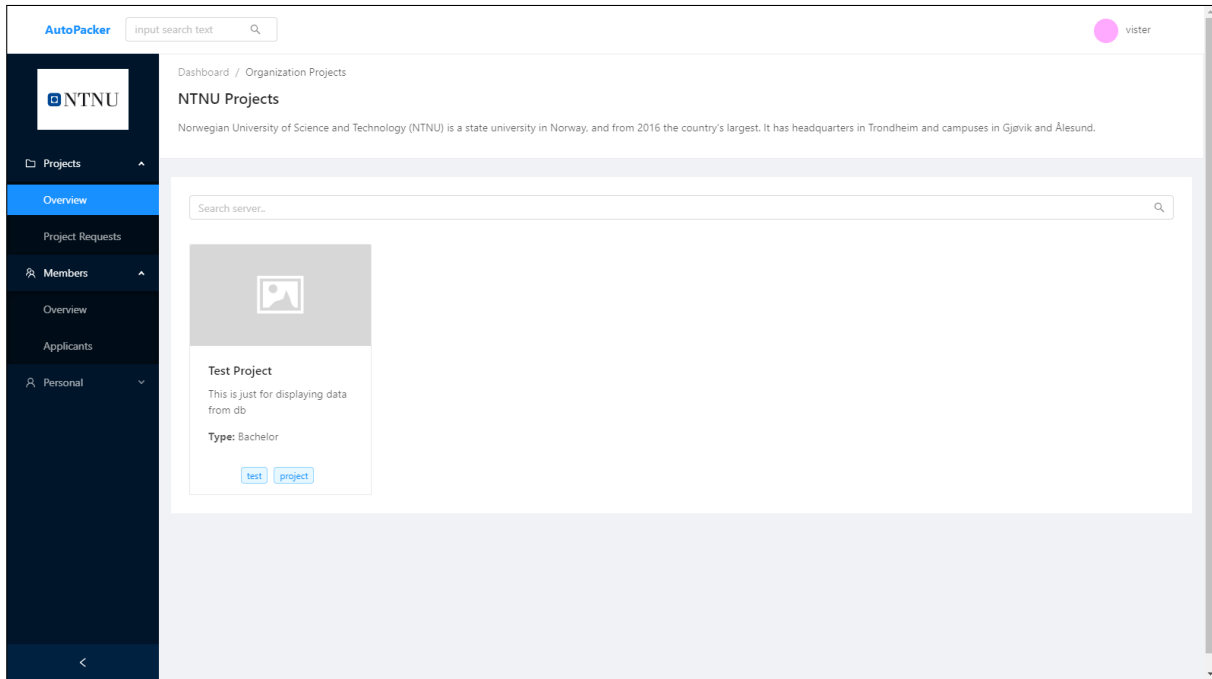 AutoPacker
input search text
vister
NTNU
Projects
Overview
Project Requests
Members
Overview
Applicants
Personal
Dashboard / Organization Projects
NTNU Projects
Norwegian University of Science and Technology (NTNU) is a state university in Norway, and from 2016 the country's largest. It has headquarters in Trondheim and campuses in Gjøvik and Ålesund.
Search server..
Test Project
This is just for displaying data
from db
Type: Bachelor
test project